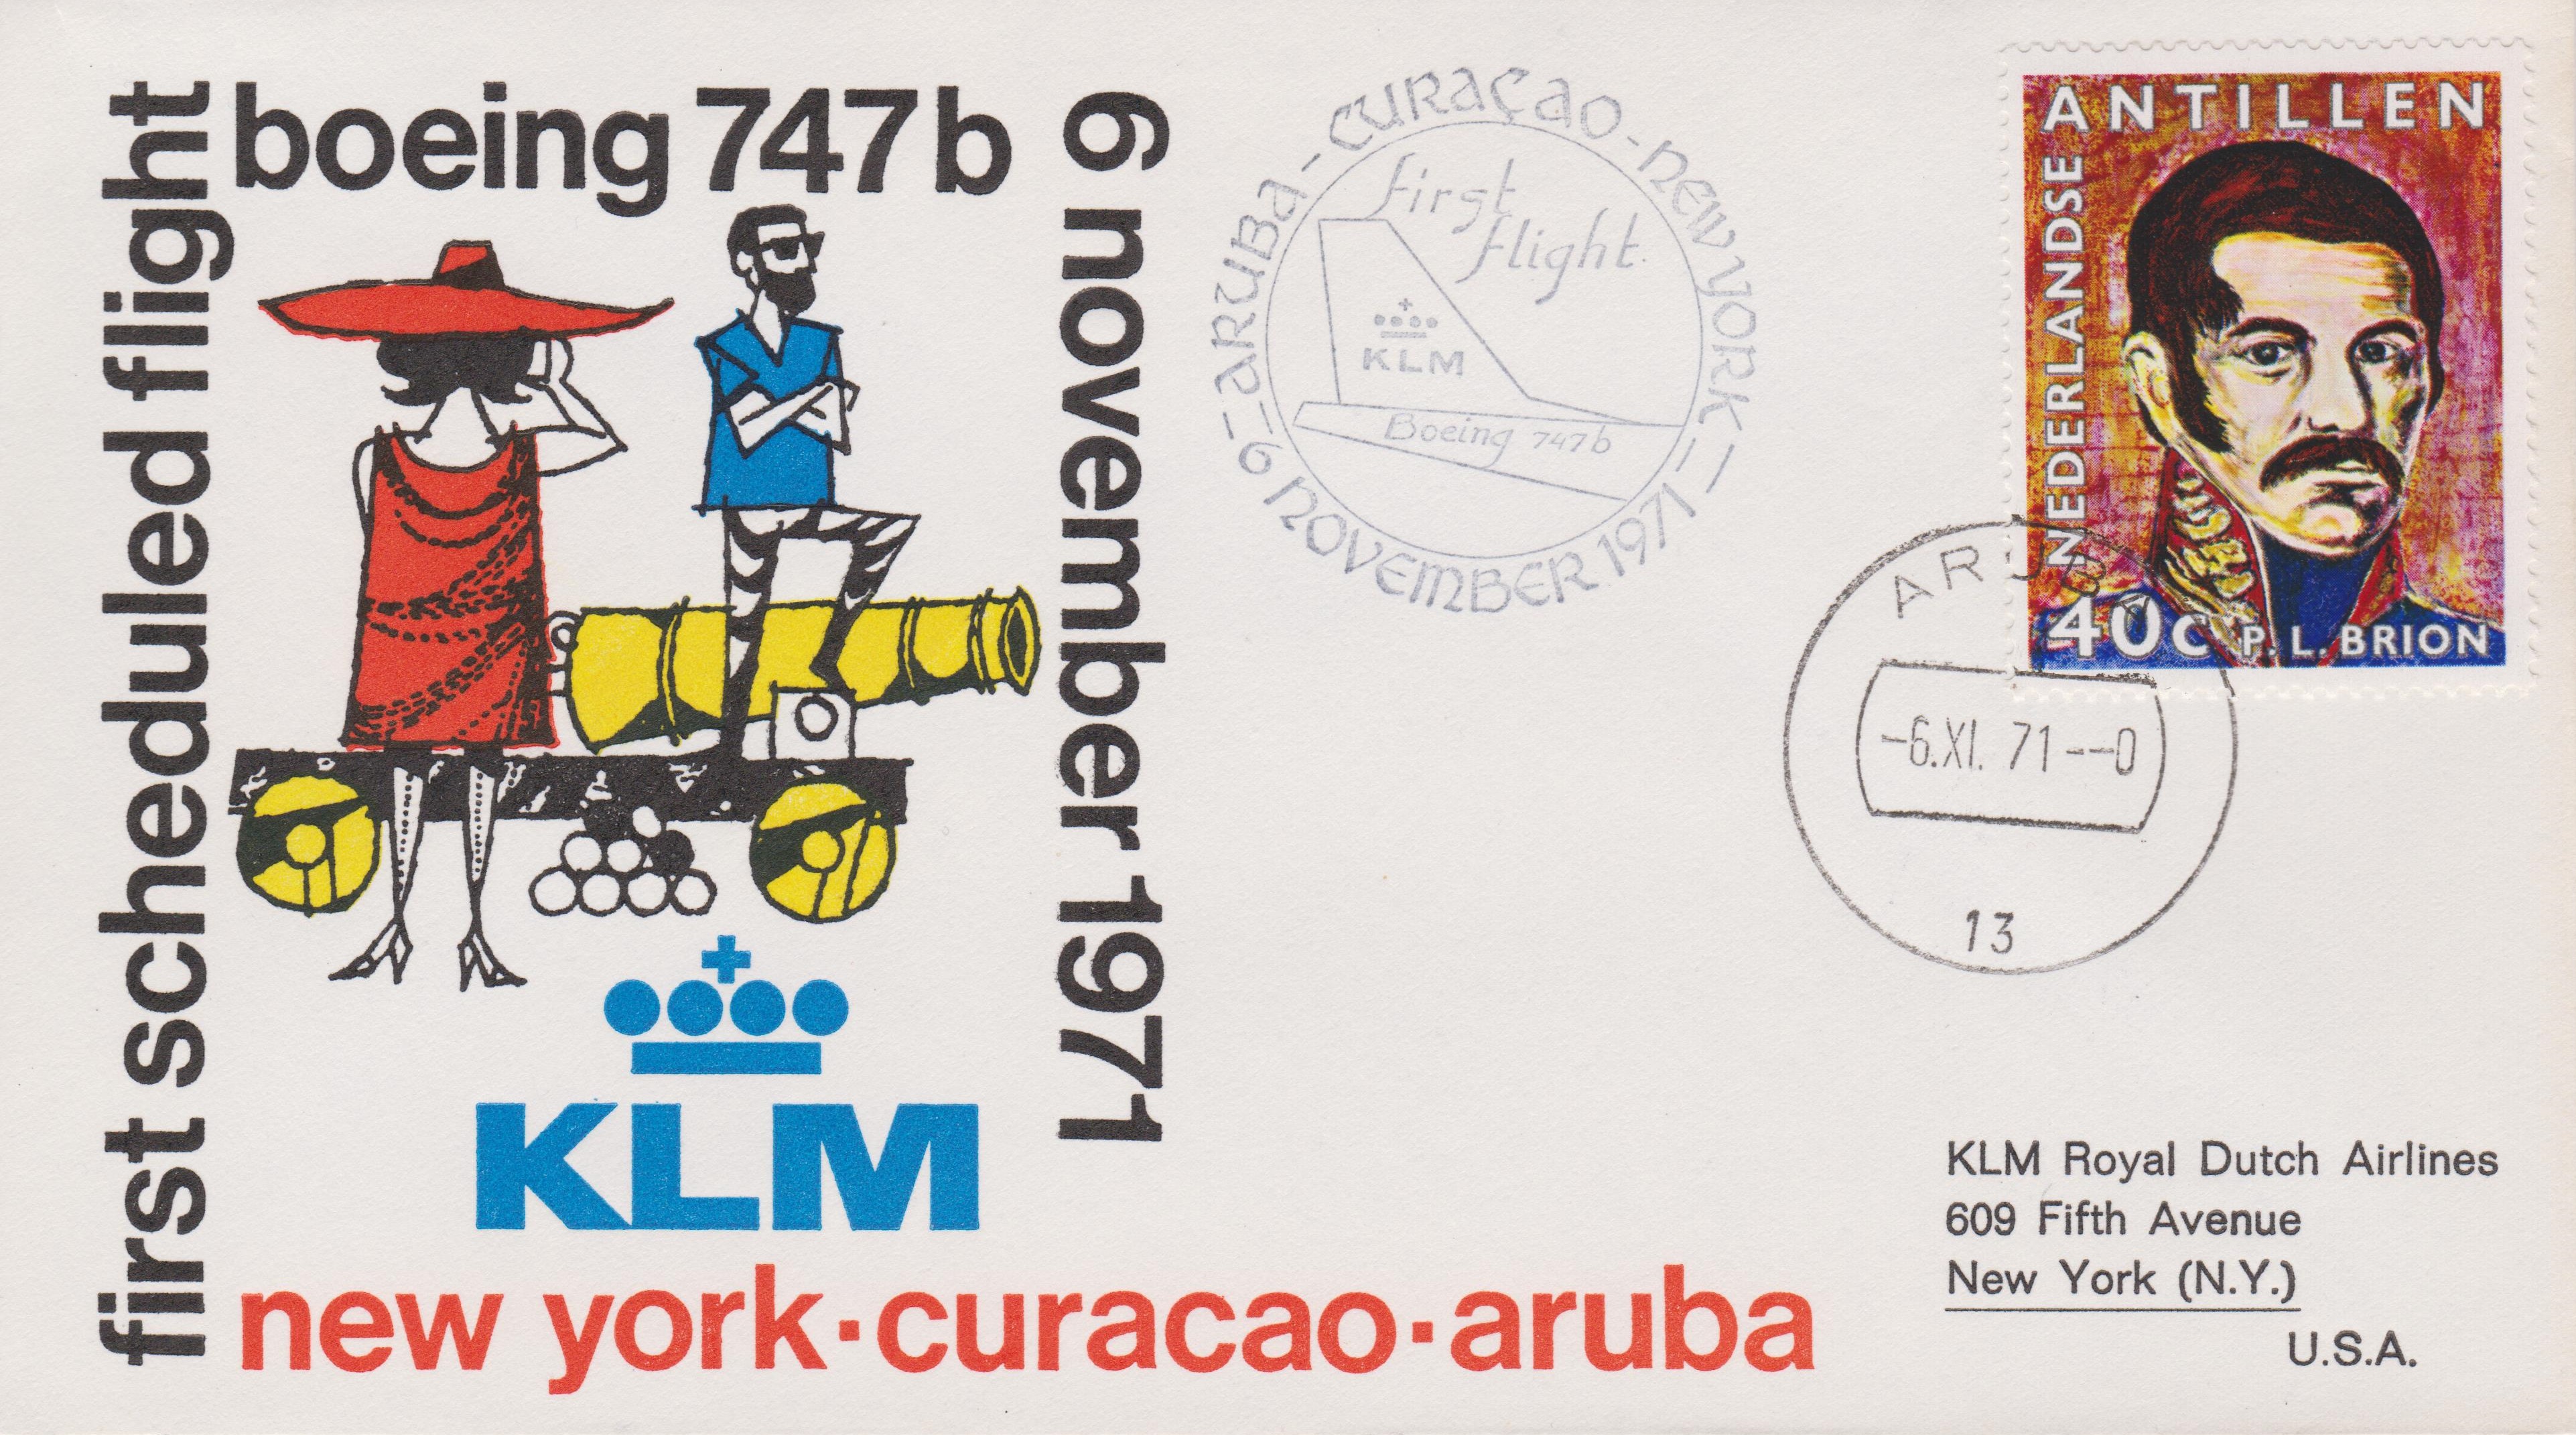 first scheduled flight
boeing 747b
6 november 1971
KLM
new york·curacao·aruba
ARUBA-CURAÇAO-NEW YORK
6 NOVEMBER 1971
first
flight.
KLM
Boeing 747b
NEDERLANDSE
ANTILLEN
40C P.L.BRION
ARUBA
-6.XI.71--0
13
KLM Royal Dutch Airlines
609 Fifth Avenue
New York (N.Y.)
U.S.A.